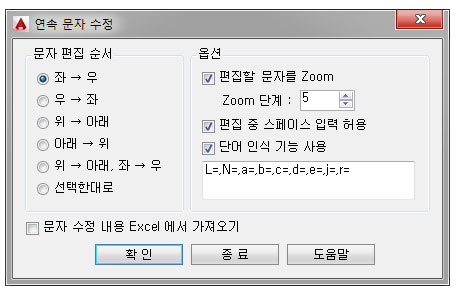 연속 문자 수정
문자 편집 순서
좌 → 우
우 → 좌
위 → 아래
아래 → 위
위 → 아래, 좌 → 우
선택한대로
옵션
편집할 문자를 Zoom
Zoom 단계 : 5
편집 중 스페이스 입력 허용
단어 인식 기능 사용
L=,N=,a=,b=,c=,d=,e=,j=,r=
문자 수정 내용 Excel 에서 가져오기
확 인 종 료 도움말